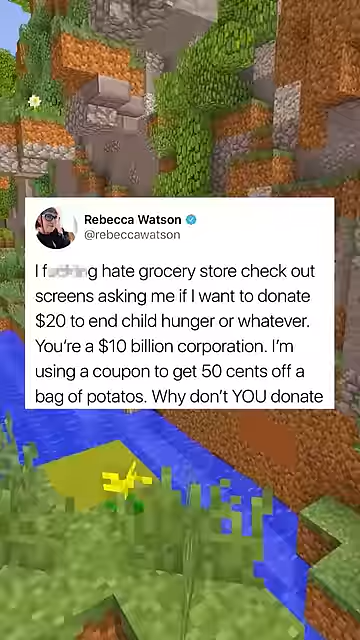 Rebecca Watson
@rebeccawatson
I f g hate grocery store check out
screens asking me if I want to donate
$20 to end child hunger or whatever.
You're a $10 billion corporation. I'm
using a coupon to get 50 cents off a
bag of potatos. Why don't YOU donate